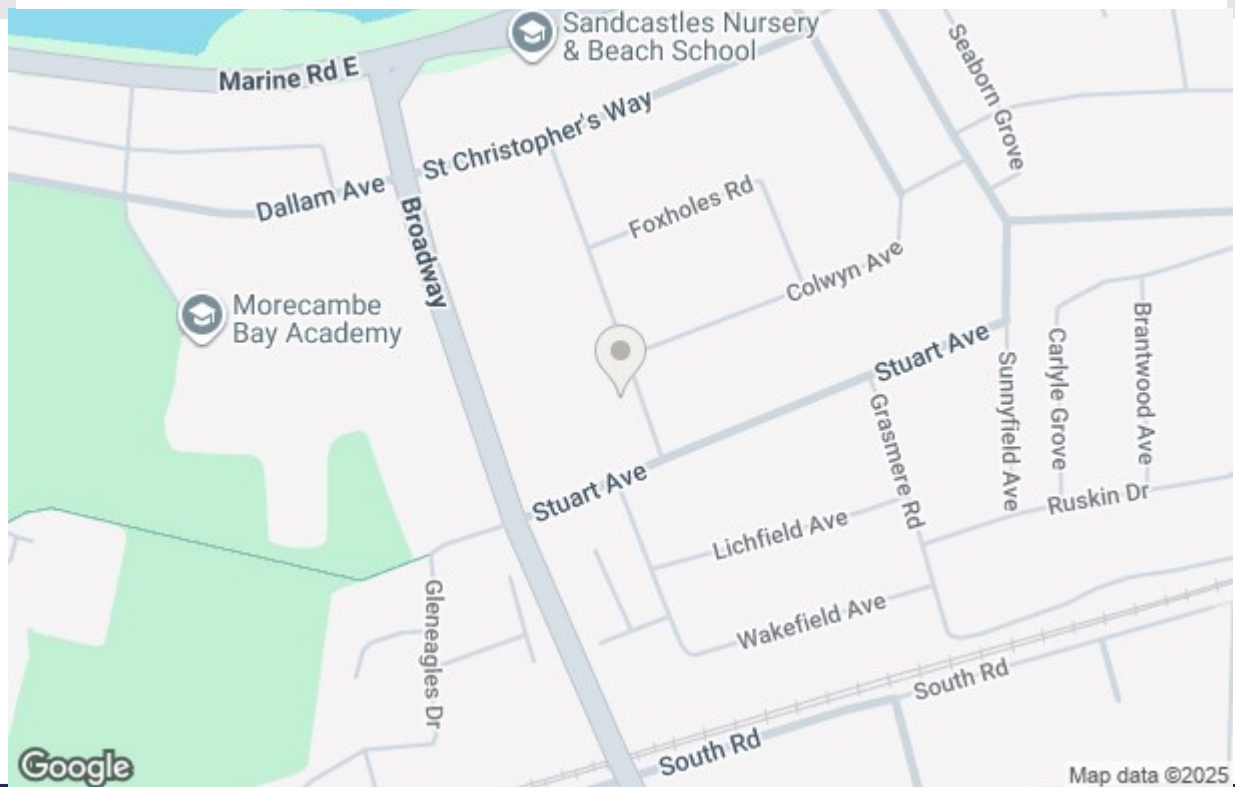 Sandcastles Nursery
& Beach School
Marine Rd E
Seaborn Grove
St Christopher's Way
Dallam Ave
Foxholes Rd
Broadway
Colwyn Ave
Morecambe
Bay Academy
Stuart Ave
Brantwood Ave
Carlyle Grove
Sunnyfield Ave
Grasmere Rd
Stuart Ave
Ruskin Dr
Lichfield Ave
Gleneagles Dr
Wakefield Ave
South Rd
South Rd
Google
Map data ©2025